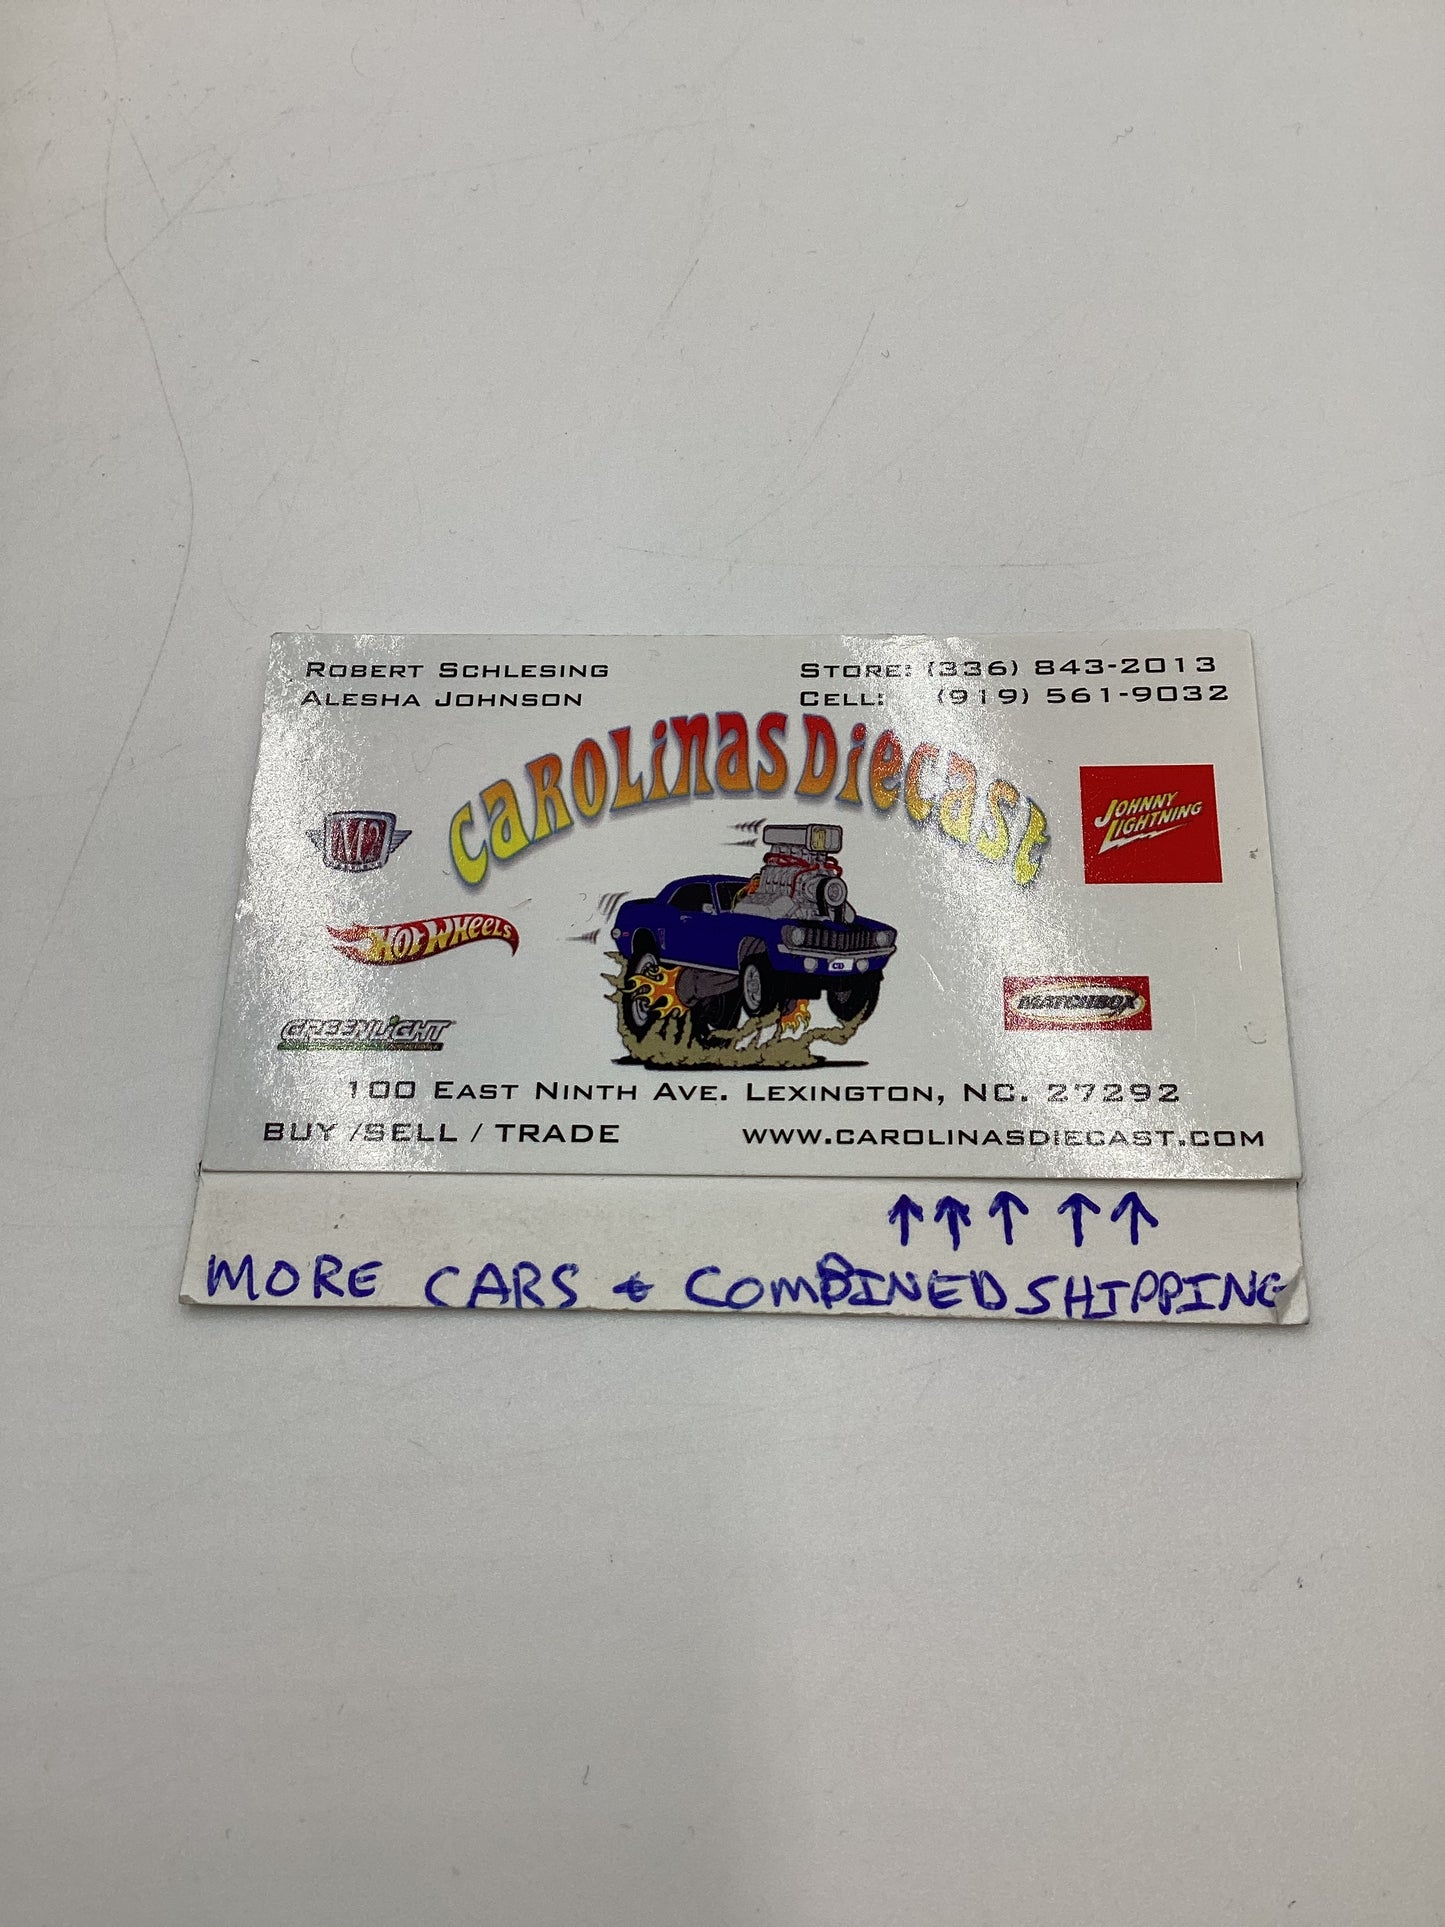 ROBERT SCHLESING
ALESHA JOHNSON
STORE: (336) 843-2013
CELL: (919) 561-9032
CAROLINAS DIECAST
M2
JOHNNY
LIGHTNING
HOT WHEELS
CD
MATCHBOX
GREENLIGHT
100 EAST NINTH AVE. LEXINGTON, NC. 27292
BUY /SELL / TRADE
WWW.CAROLINASDIECAST.COM
↑ ↑ ↑ ↑ ↑
MORE CARS + COMBINED SHIPPING